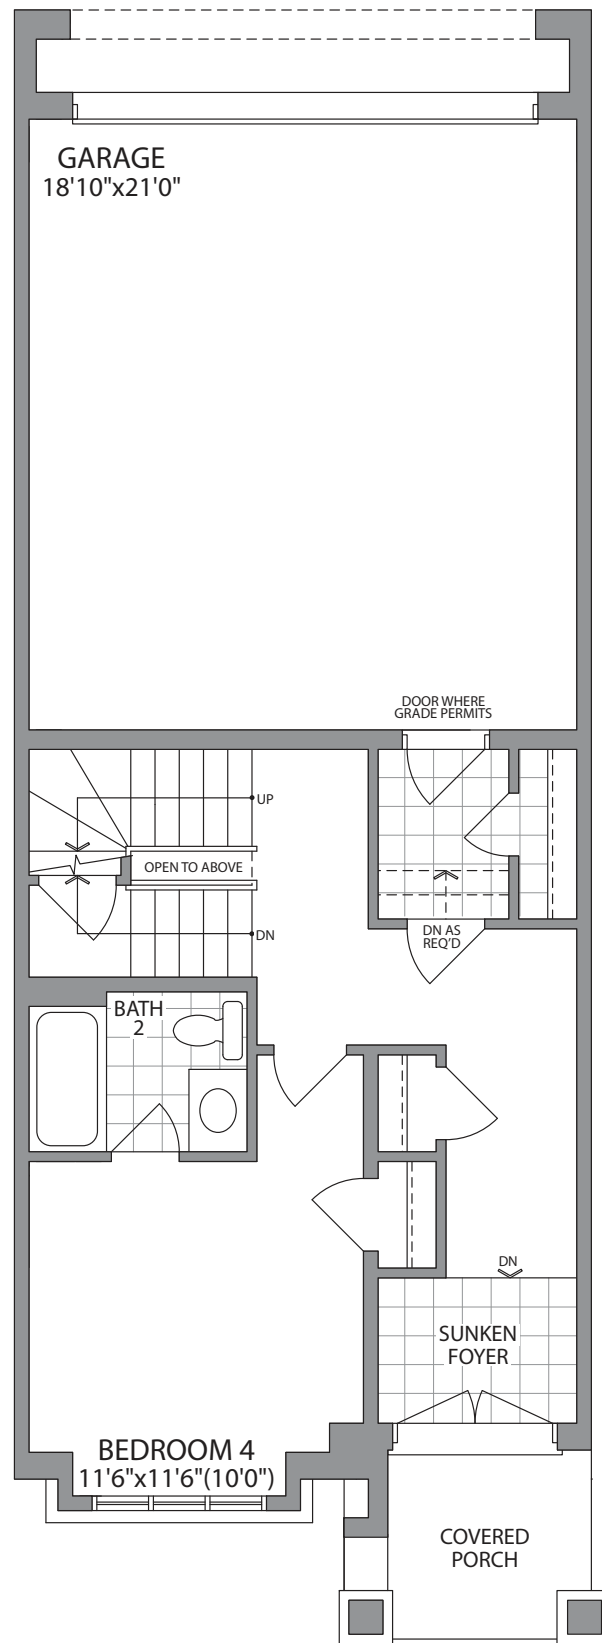 GARAGE
18'10"x21'0"
DOOR WHERE
GRADE PERMITS
UP
OPEN TO ABOVE
DN
DN AS
REQ'D
BATH
2
DN
SUNKEN
FOYER
BEDROOM 4
11'6"x11'6"(10'0")
COVERED
PORCH